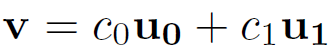 v = c₀u₀ + c₁u₁